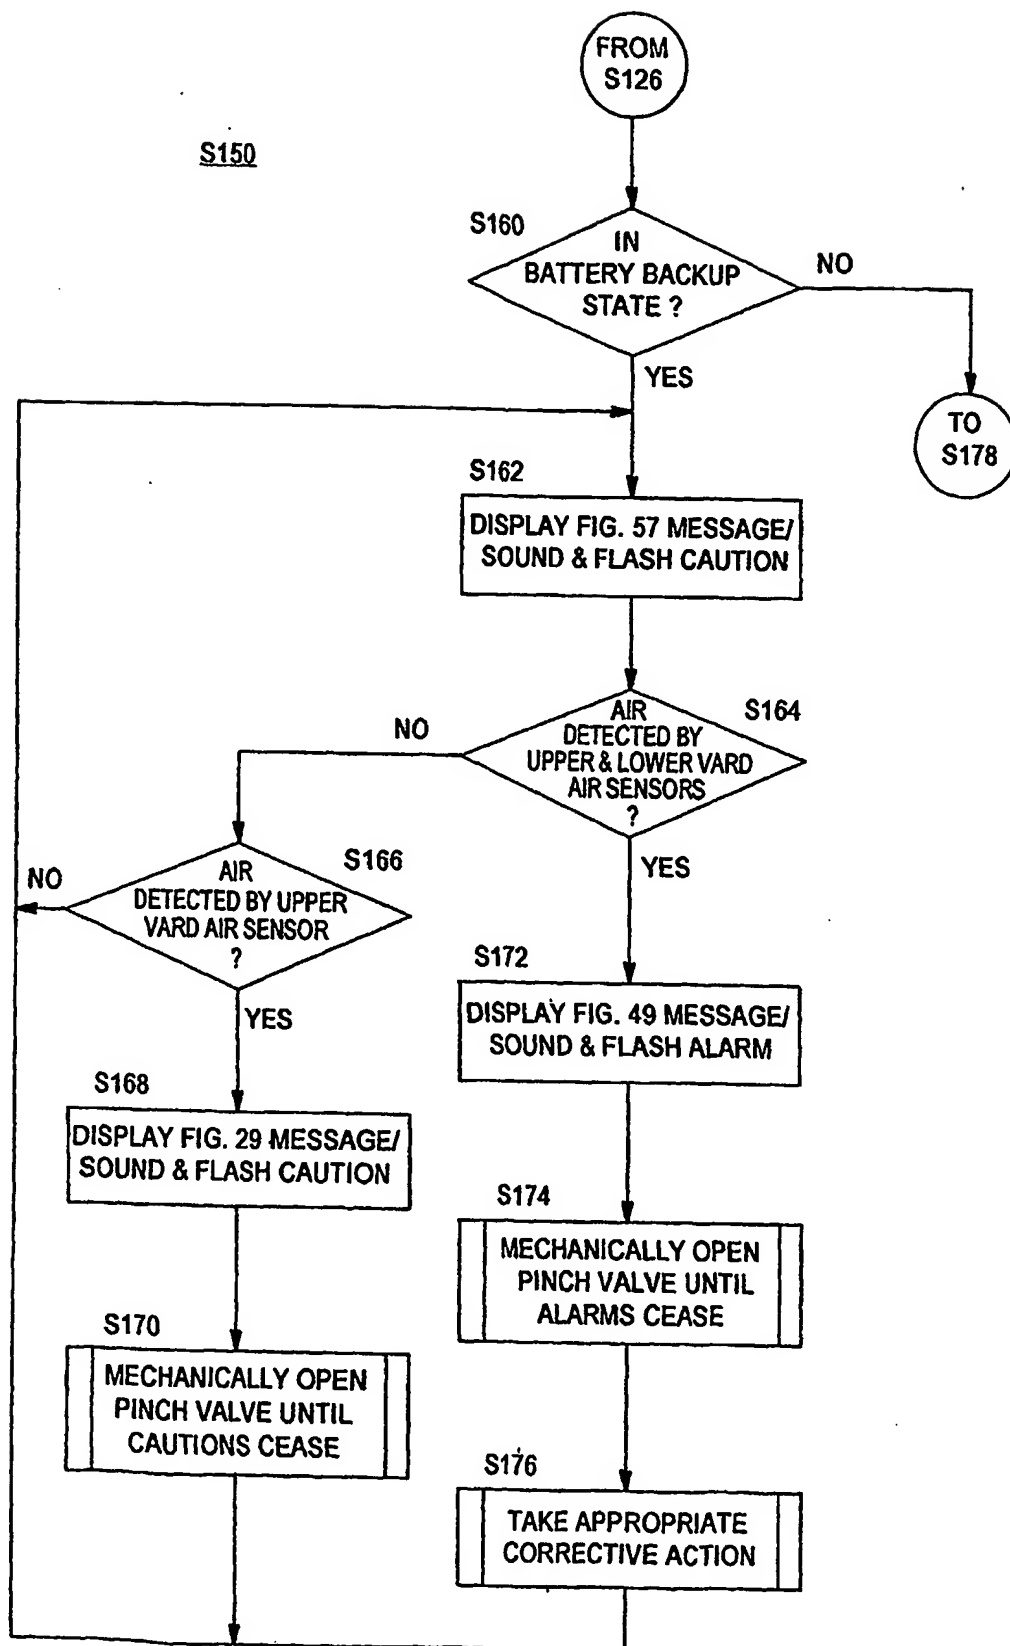 FROM
S126
S150
S160
IN
BATTERY BACKUP
STATE ?
NO
YES
TO
S178
S162
DISPLAY FIG. 57 MESSAGE/
SOUND & FLASH CAUTION
S164
AIR
DETECTED BY
UPPER & LOWER VARD
AIR SENSORS
?
NO
YES
S166
AIR
DETECTED BY UPPER
VARD AIR SENSOR
?
NO
YES
S172
DISPLAY FIG. 49 MESSAGE/
SOUND & FLASH ALARM
S168
DISPLAY FIG. 29 MESSAGE/
SOUND & FLASH CAUTION
S174
MECHANICALLY OPEN
PINCH VALVE UNTIL
ALARMS CEASE
S170
MECHANICALLY OPEN
PINCH VALVE UNTIL
CAUTIONS CEASE
S176
TAKE APPROPRIATE
CORRECTIVE ACTION